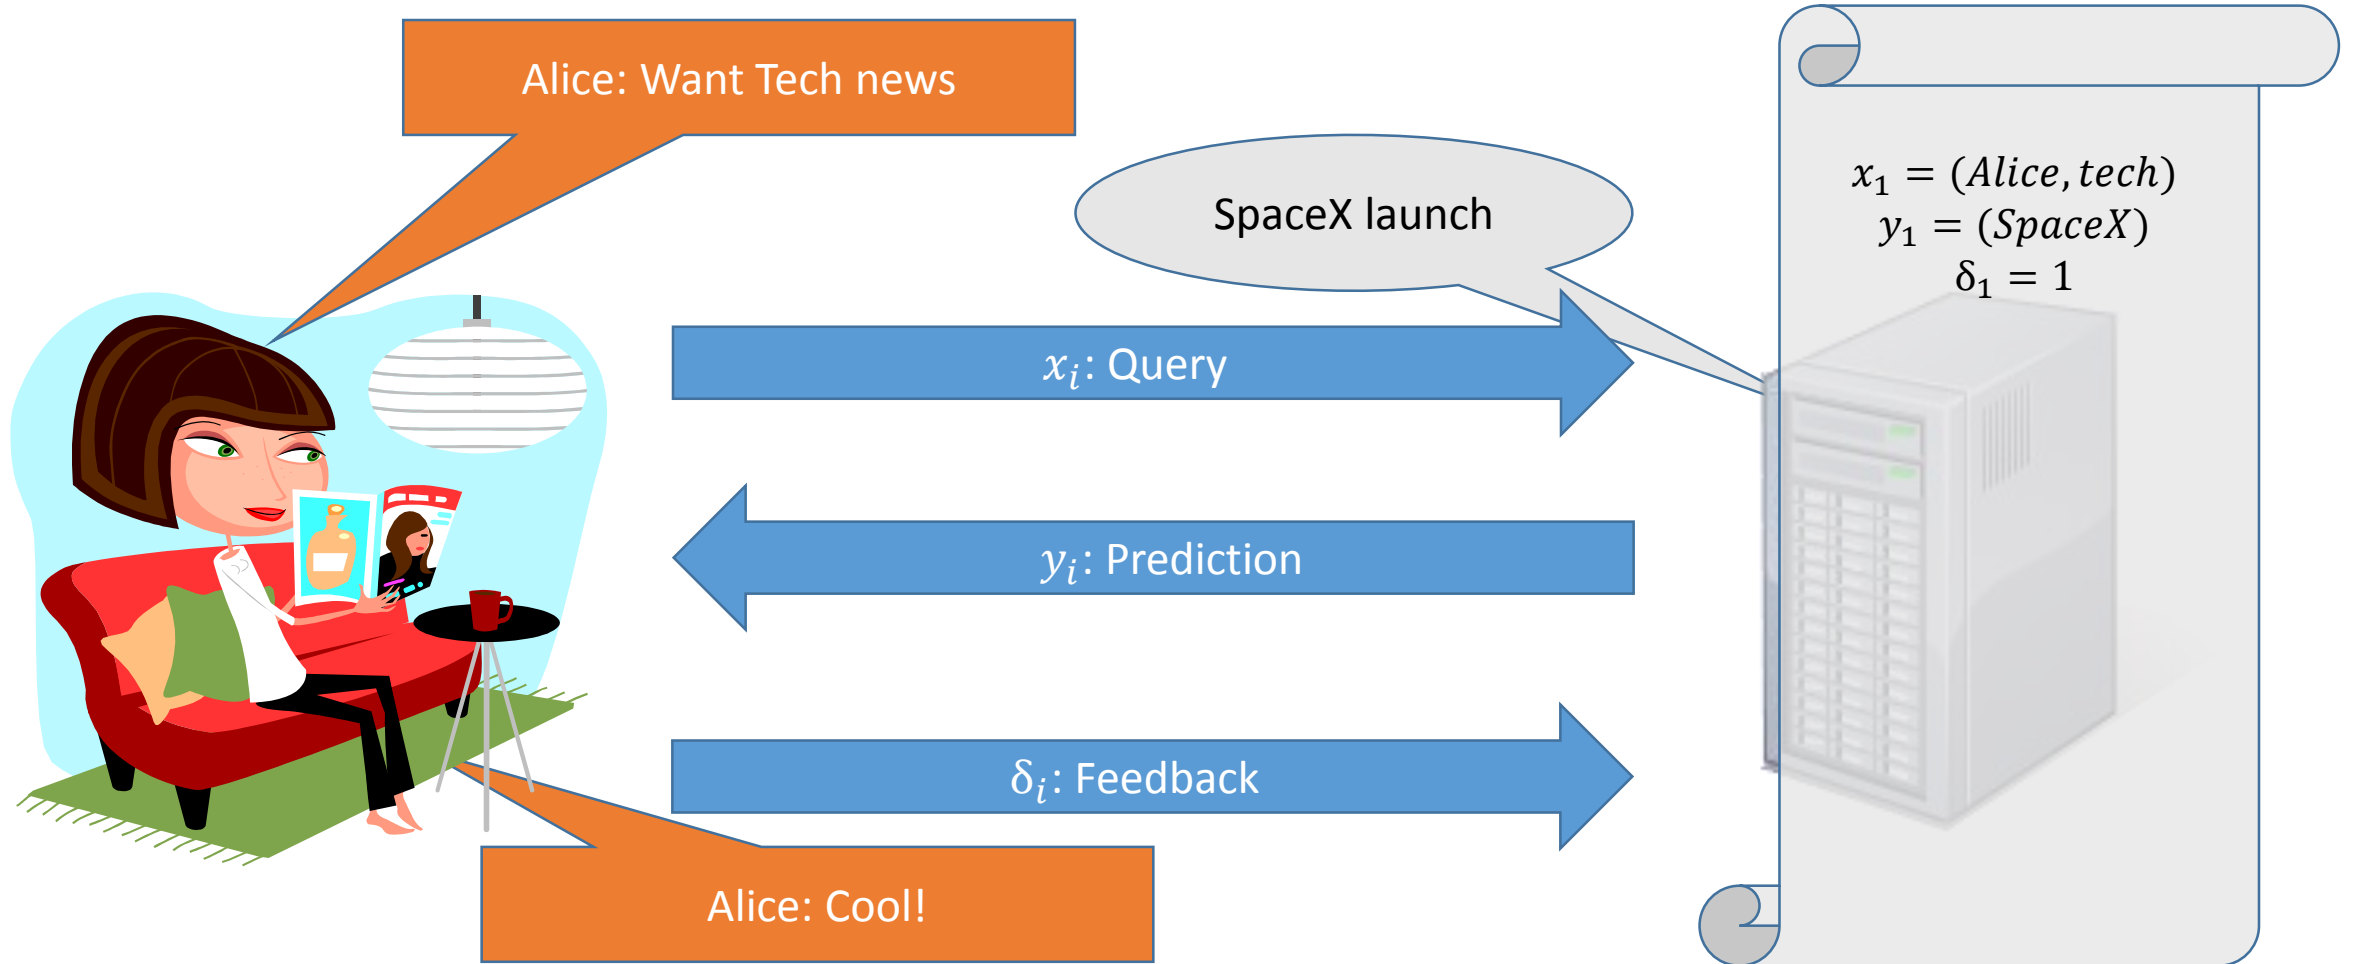 Alice: Want Tech news
SpaceX launch
x₁ = (Alice, tech)
y₁ = (SpaceX)
δ₁ = 1
xᵢ: Query
yᵢ: Prediction
δᵢ: Feedback
Alice: Cool!